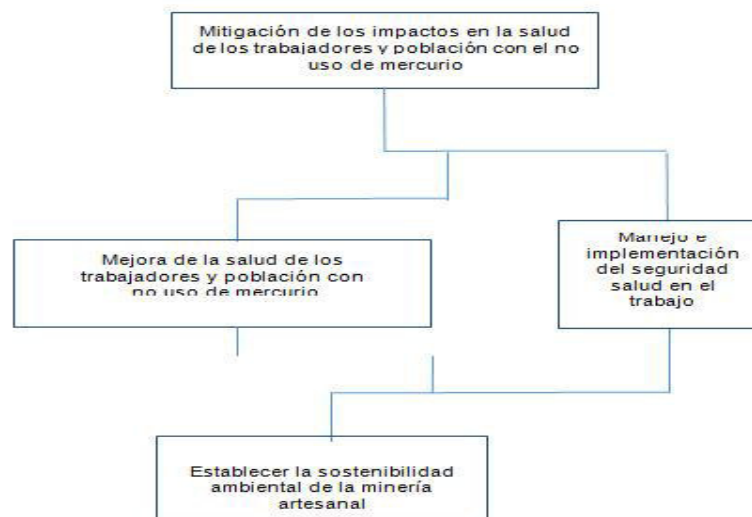 Mitigación de los impactos en la salud
de los trabajadores y población con el no
uso de mercurio
Mejora de la salud de los
trabajadores y población con
no uso de mercurio
Manejo e
implementación
del seguridad
salud en el
trabajo
Establecer la sostenibilidad
ambiental de la minería
artesanal